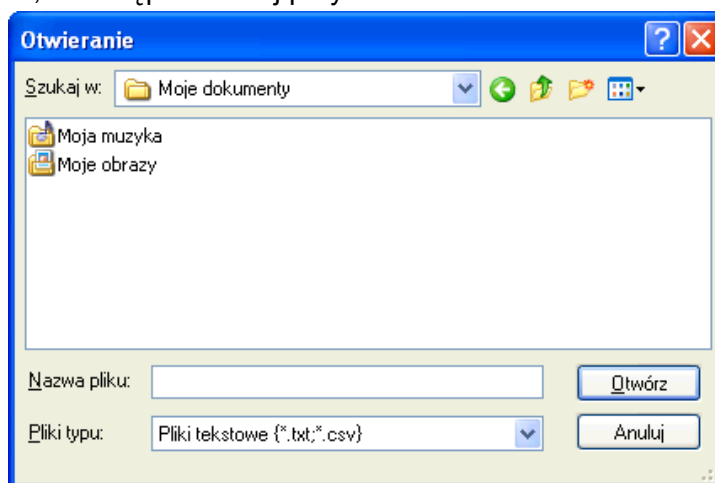 Otwieranie
Szukaj w: Moje dokumenty
Moja muzyka
Moje obrazy
Nazwa pliku: Otwórz
Pliki typu: Pliki tekstowe {*.txt;*.csv} Anuluj